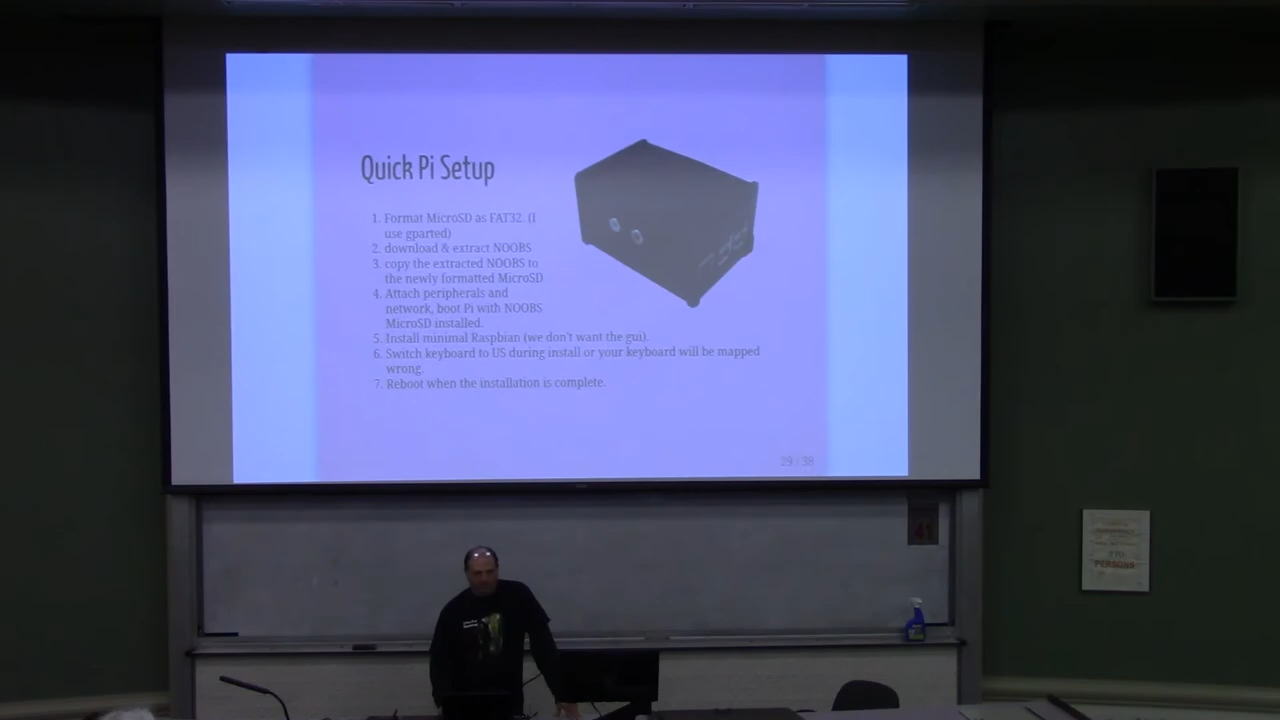 Quick Pi Setup
1. Format MicroSD as FAT32. (I
use gparted)
2. download & extract NOOBS
3. copy the extracted NOOBS to
the newly formatted MicroSD
4. Attach peripherals and
network, boot Pi with NOOBS
MicroSD installed.
5. Install minimal Raspbian (we don't want the gui).
6. Switch keyboard to US during install or your keyboard will be mapped
wrong.
7. Reboot when the installation is complete.
29 / 38
41
PERSONS